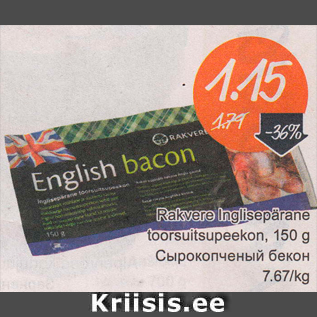 1.15
1.79
-36%
RAKVERE
English bacon
Inglisepärane toorsuitsupeekon
150 g
Rakvere Inglisepärane
toorsuitsupeekon, 150 g
Сырокопченый бекон
7.67/kg
Kriisis.ee